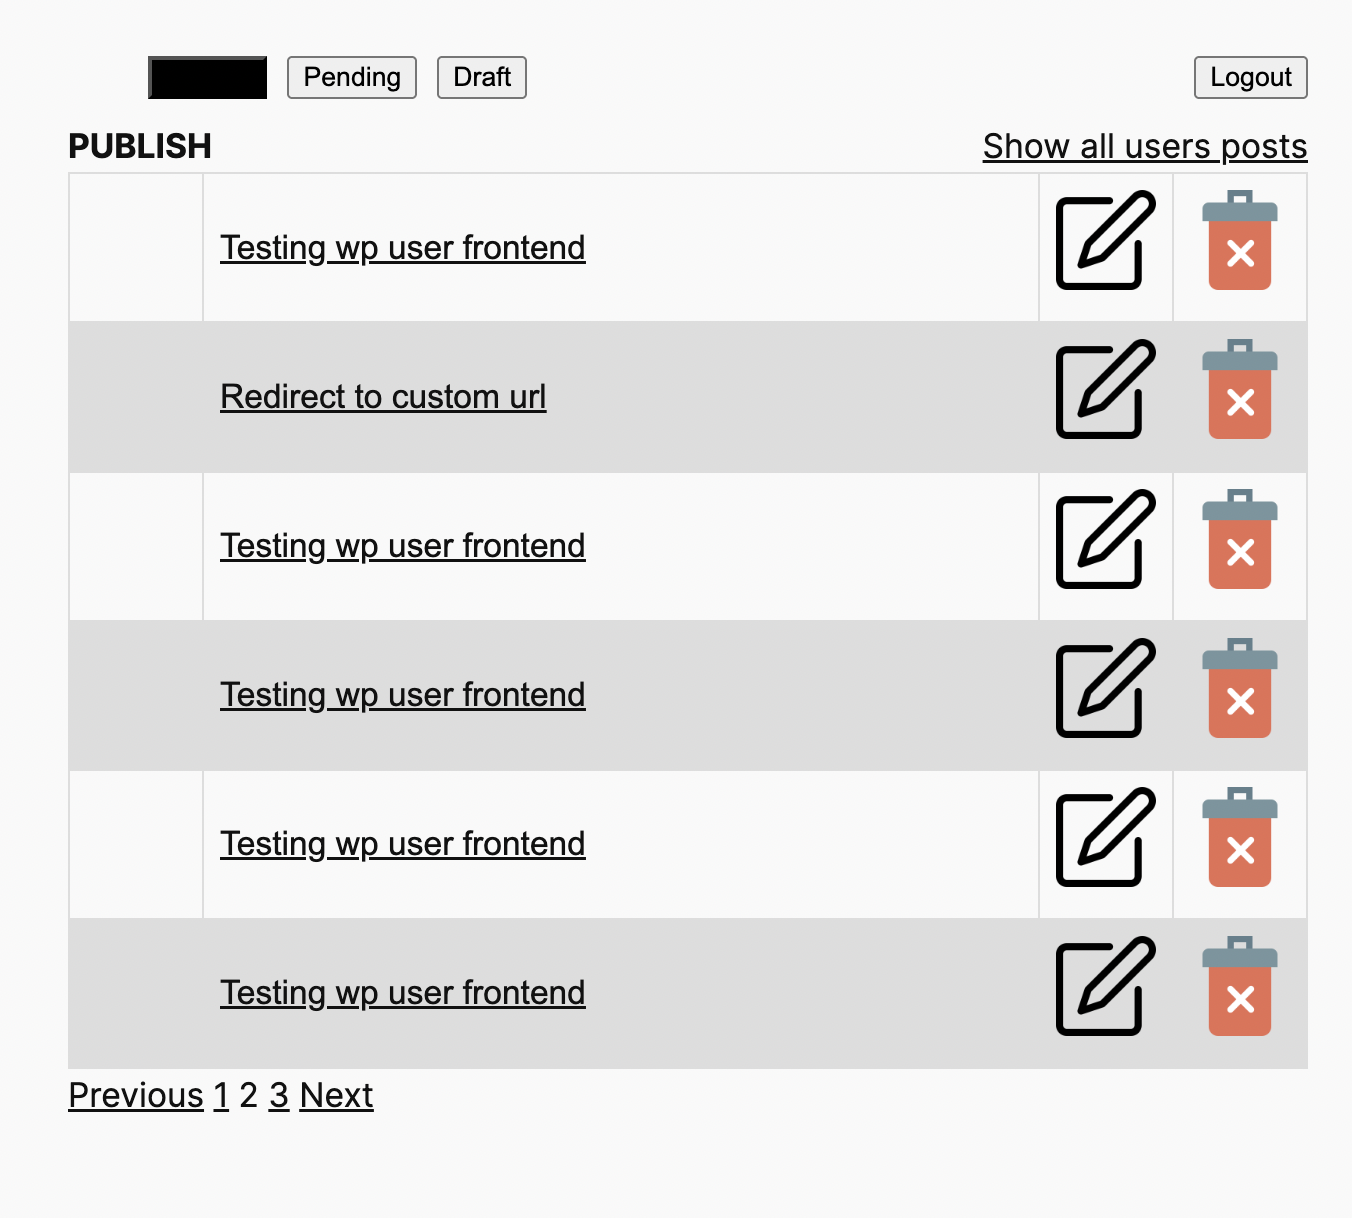 Pending Draft Logout
PUBLISH Show all users posts
Testing wp user frontend
Redirect to custom url
Testing wp user frontend
Testing wp user frontend
Testing wp user frontend
Testing wp user frontend
Previous 1 2 3 Next